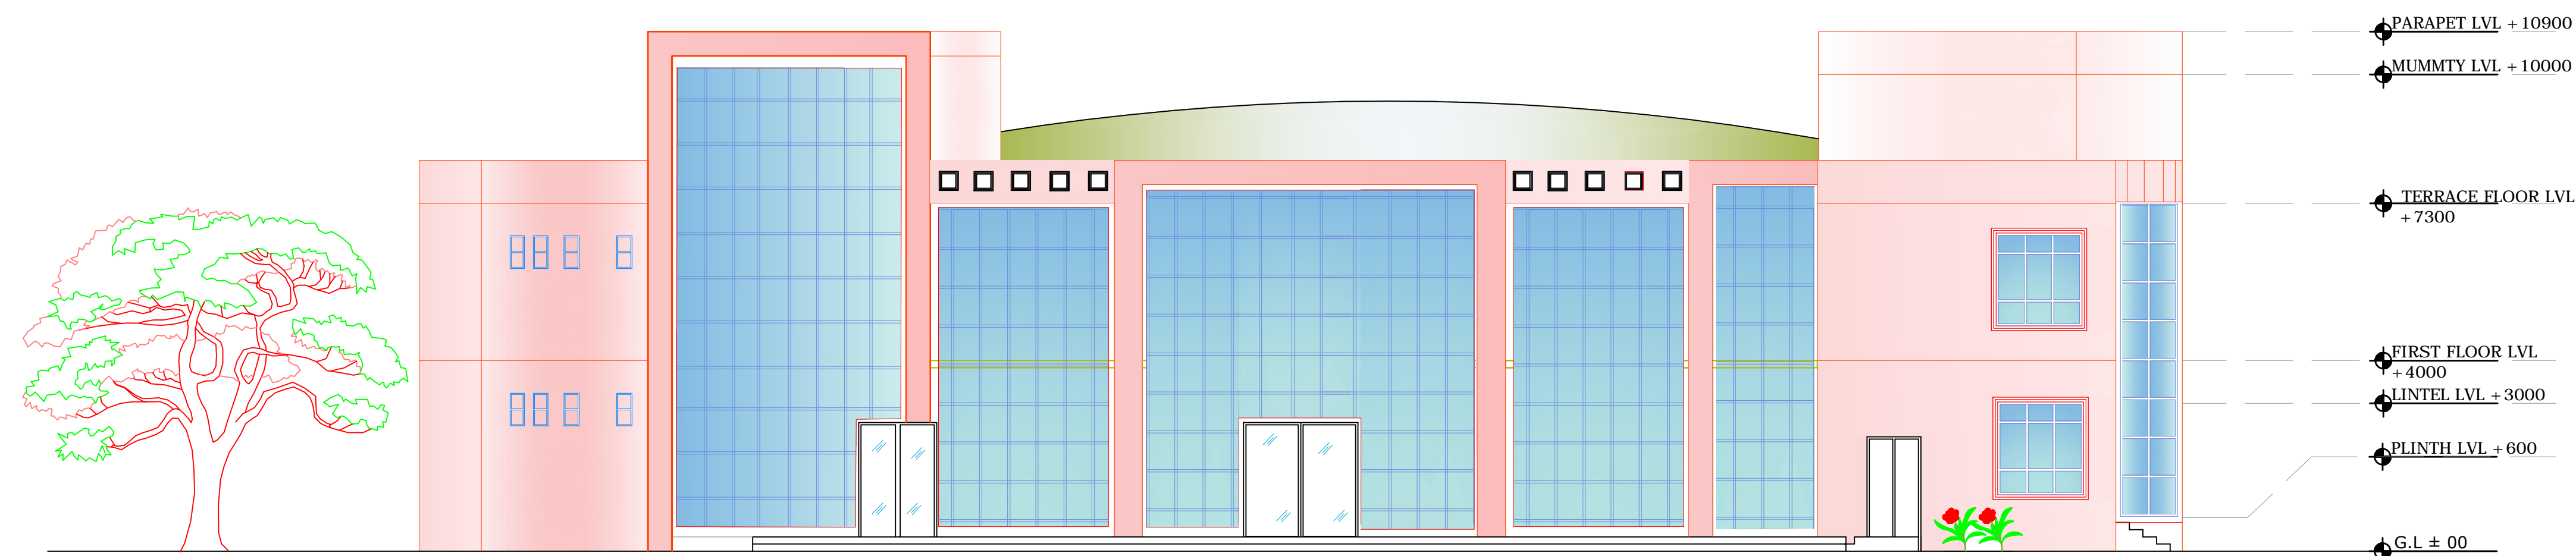 PARAPET LVL +10900
MUMMTY LVL +10000
TERRACE FLOOR LVL
+7300
FIRST FLOOR LVL
+4000
LINTEL LVL +3000
PLINTH LVL +600
G.L ± 00